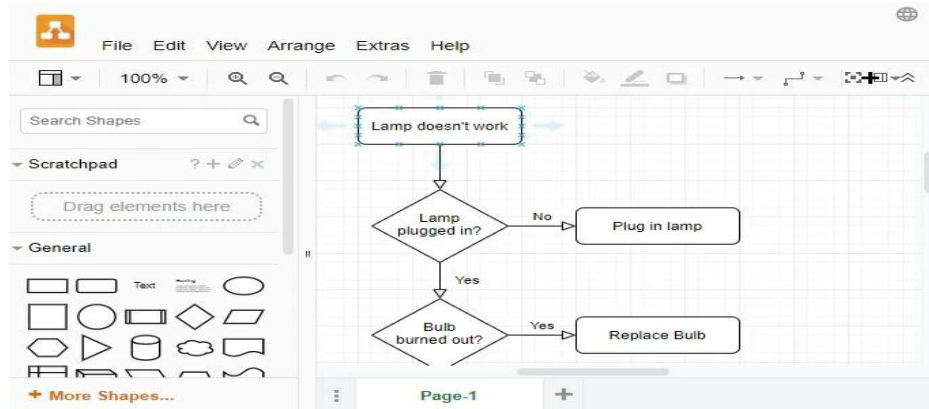 File Edit View Arrange Extras Help
100%
Search Shapes
Scratchpad ? + ×
Drag elements here
General
Text
+ More Shapes...
Lamp doesn't work
Lamp
plugged in?
No
Plug in lamp
Yes
Bulb
burned out?
Yes
Replace Bulb
Page-1 +